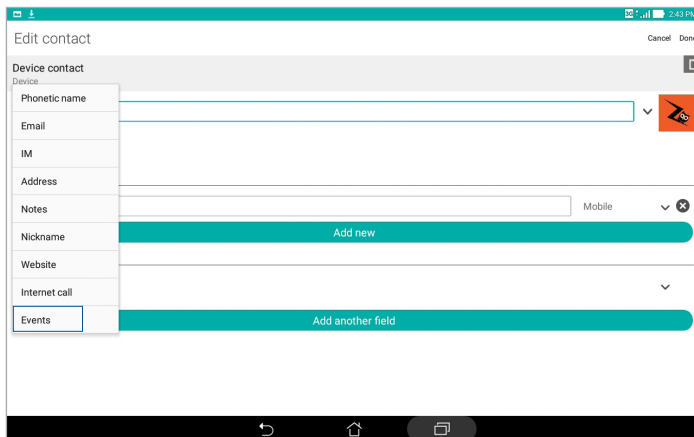 3G 2:43 PM
Edit contact
Cancel Done
Device contact
Device
Phonetic name
Email
IM
Address
Notes
Mobile
Nickname
Add new
Website
Internet call
Events
Add another field